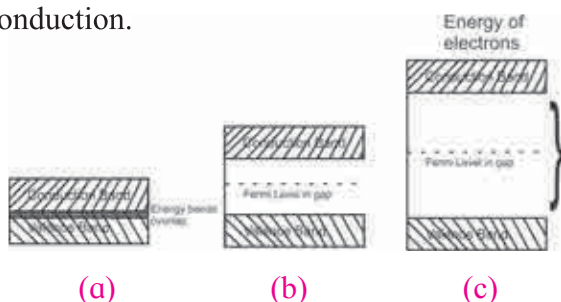 onduction.
Energy of
electrons
Conduction Band
Fermi Level in gap
Valence Band
Conduction Band
Fermi Level in gap
Valence Band
Conduction Band
Energy bands
overlap
Valence Band
(a)
(b)
(c)